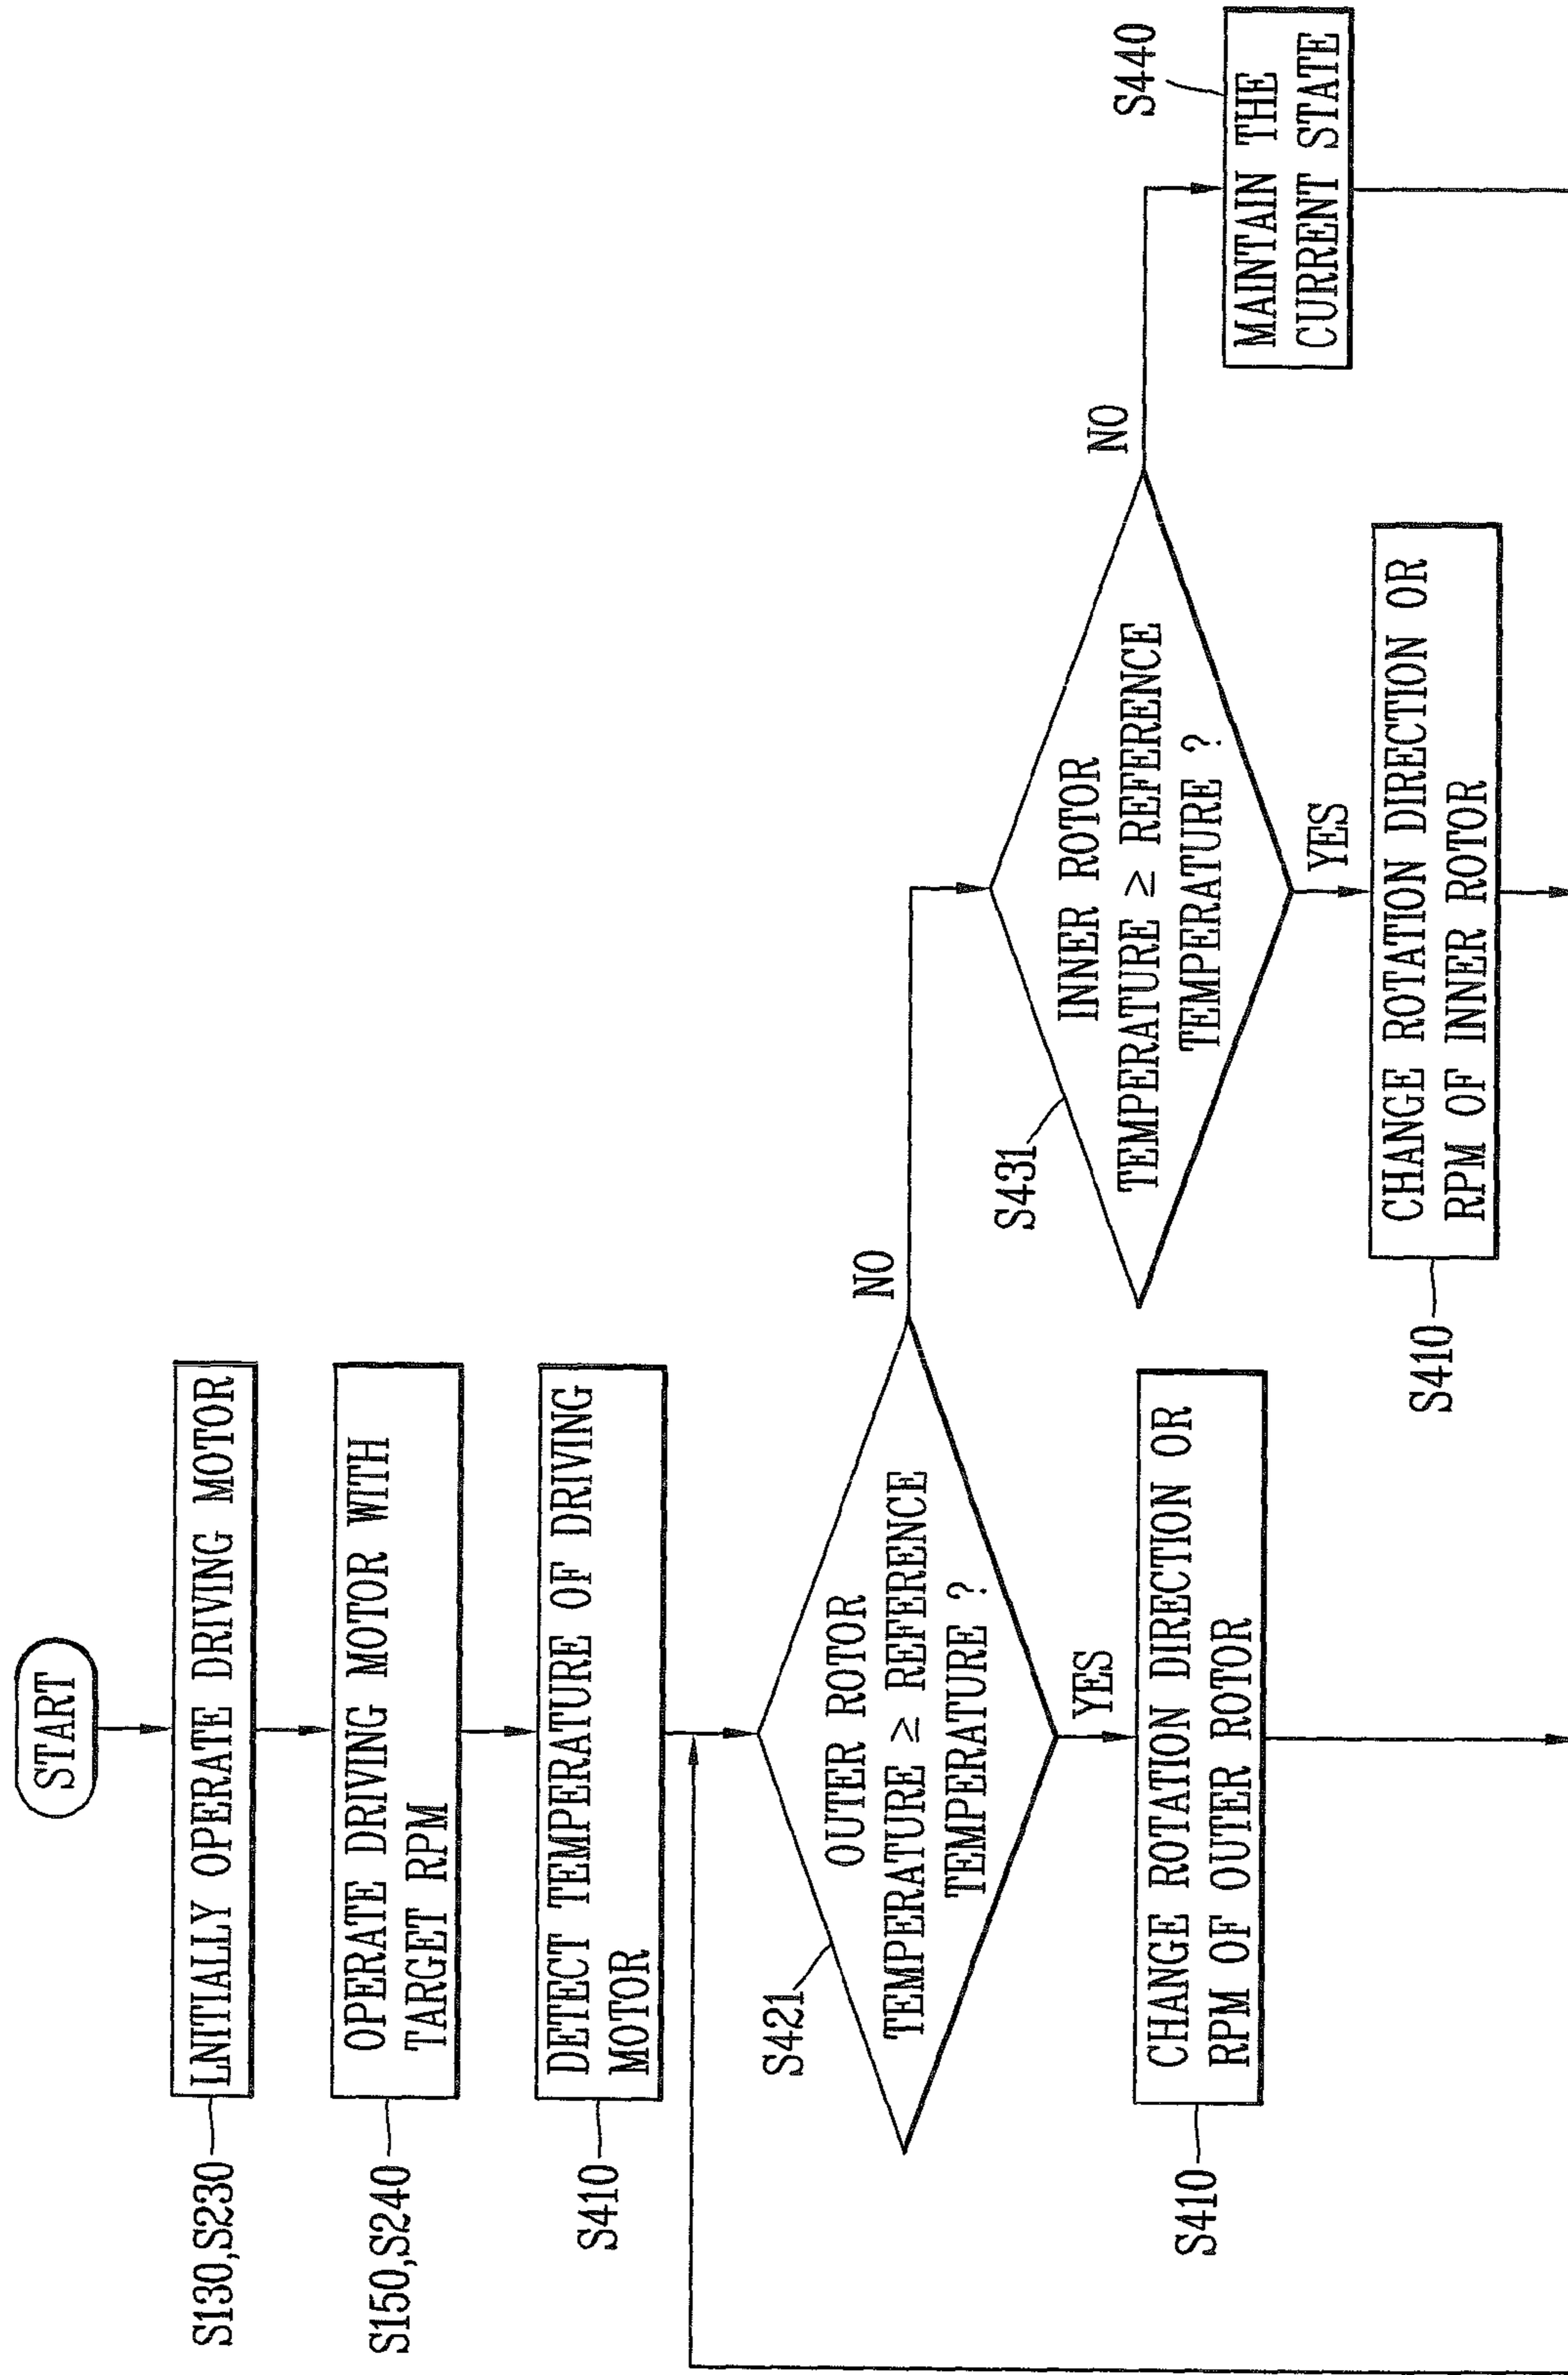 START
LNITIALLY OPERATE DRIVING MOTOR
S130,S230
OPERATE DRIVING MOTOR WITH
TARGET RPM
S150,S240
DETECT TEMPERATURE OF DRIVING
MOTOR
S410
S421
OUTER ROTOR
TEMPERATURE ≥ REFERENCE
TEMPERATURE ?
NO
YES
CHANGE ROTATION DIRECTION OR
RPM OF OUTER ROTOR
S410
S431
INNER ROTOR
TEMPERATURE ≥ REFERENCE
TEMPERATURE ?
NO
YES
CHANGE ROTATION DIRECTION OR
RPM OF INNER ROTOR
S410
S440
MAINTAIN THE
CURRENT STATE